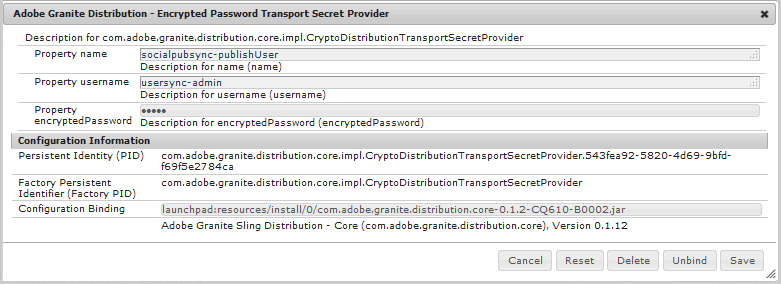 Adobe Granite Distribution - Encrypted Password Transport Secret Provider
Description for com.adobe.granite.distribution.core.impl.CryptoDistributionTransportSecretProvider
Property name
socialpubsync-publishUser
Description for name (name)
Property username
usersync-admin
Description for username (username)
Property
encryptedPassword
•••••
Description for encryptedPassword (encryptedPassword)
Configuration Information
Persistent Identity (PID)
com.adobe.granite.distribution.core.impl.CryptoDistributionTransportSecretProvider.543fea92-5820-4d69-9bfd-
f69f5e2784ca
Factory Persistent
Identifier (Factory PID)
com.adobe.granite.distribution.core.impl.CryptoDistributionTransportSecretProvider
Configuration Binding
launchpad:resources/install/0/com.adobe.granite.distribution.core-0.1.2-CQ610-B0002.jar
Adobe Granite Sling Distribution - Core (com.adobe.granite.distribution.core), Version 0.1.12
Cancel Reset Delete Unbind Save